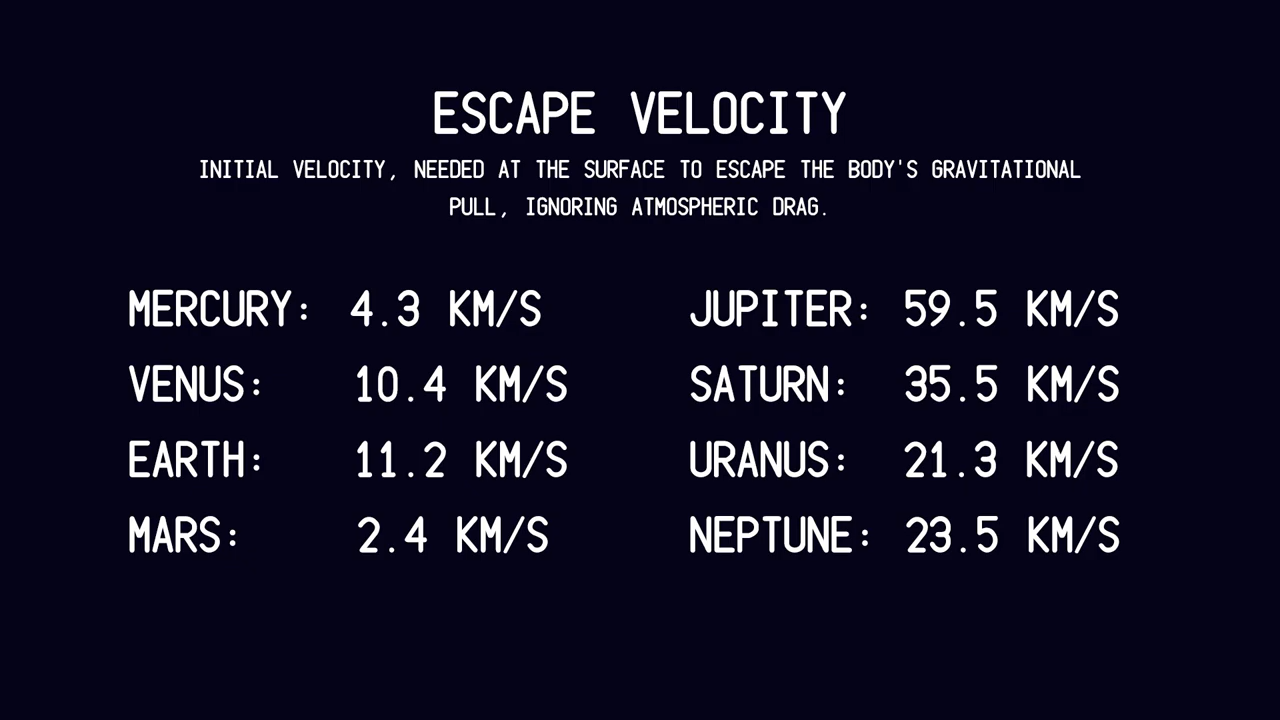 ESCAPE VELOCITY
INITIAL VELOCITY, NEEDED AT THE SURFACE TO ESCAPE THE BODY'S GRAVITATIONAL
PULL, IGNORING ATMOSPHERIC DRAG.
MERCURY: 4.3 KM/S
VENUS: 10.4 KM/S
EARTH: 11.2 KM/S
MARS: 2.4 KM/S
JUPITER: 59.5 KM/S
SATURN: 35.5 KM/S
URANUS: 21.3 KM/S
NEPTUNE: 23.5 KM/S